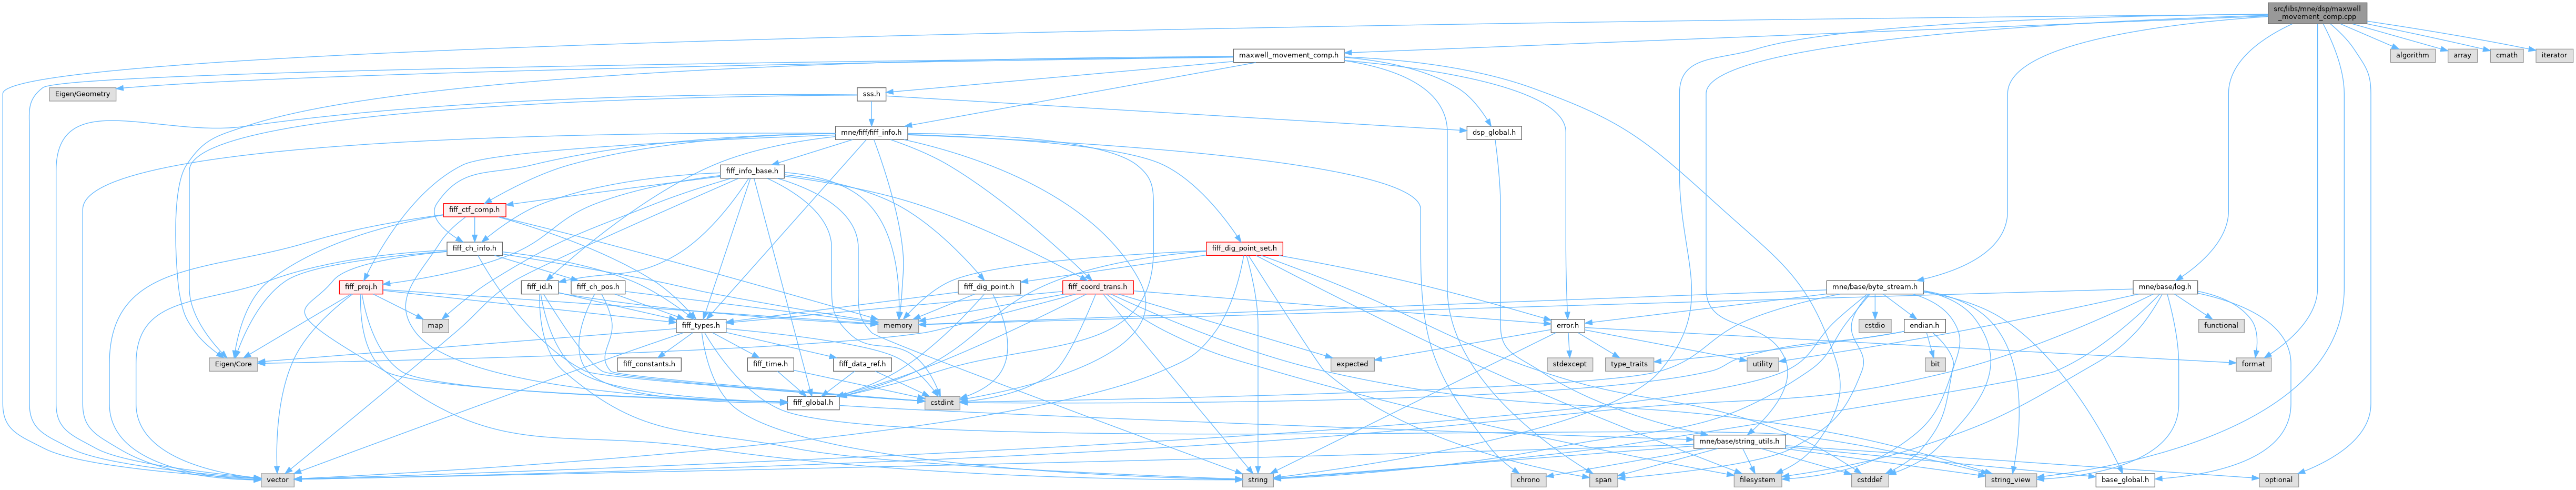 src/libs/mne/dsp/maxwell
_movement_comp.cpp
maxwell_movement_comp.h
algorithm
array
cmath
iterator
Eigen/Geometry
sss.h
mne/fiff/fiff_info.h
dsp_global.h
fiff_info_base.h
fiff_ctf_comp.h
fiff_ch_info.h
fiff_dig_point_set.h
fiff_proj.h
fiff_id.h
fiff_ch_pos.h
fiff_dig_point.h
fiff_coord_trans.h
mne/base/byte_stream.h
mne/base/log.h
map
fiff_types.h
memory
error.h
cstdio
endian.h
functional
Eigen/Core
fiff_constants.h
fiff_time.h
fiff_data_ref.h
expected
stdexcept
type_traits
utility
bit
format
fiff_global.h
cstdint
mne/base/string_utils.h
vector
string
chrono
span
filesystem
cstddef
string_view
base_global.h
optional